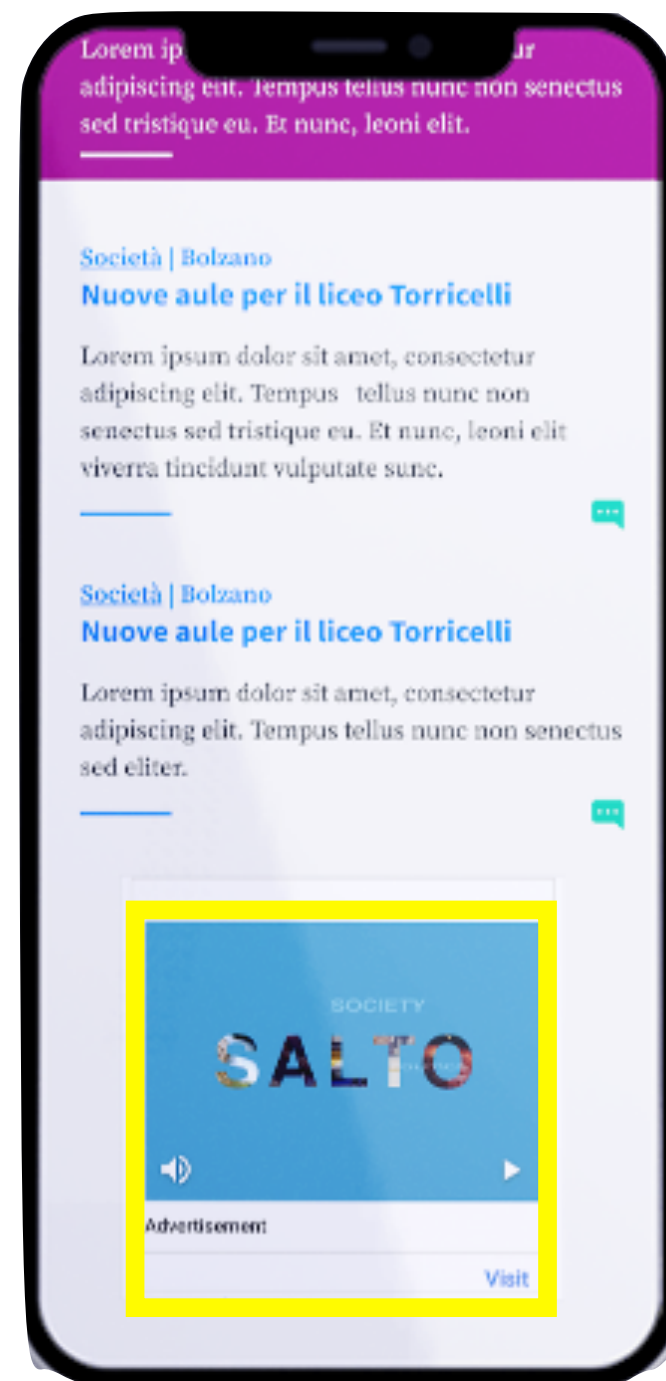 Lorem ip ur
adipiscing elit. Tempus tellus nunc non senectus
sed tristique eu. Et nunc, leoni elit.
Società | Bolzano
Nuove aule per il liceo Torricelli
Lorem ipsum dolor sit amet, consectetur
adipiscing elit. Tempus tellus nunc non
senectus sed tristique eu. Et nunc, leoni elit
viverra tincidunt vulputate sunc.
Società | Bolzano
Nuove aule per il liceo Torricelli
Lorem ipsum dolor sit amet, consectetur
adipiscing elit. Tempus tellus nunc non senectus
sed eliter.
SOCIETY
SALTO
Advertisement
Visit